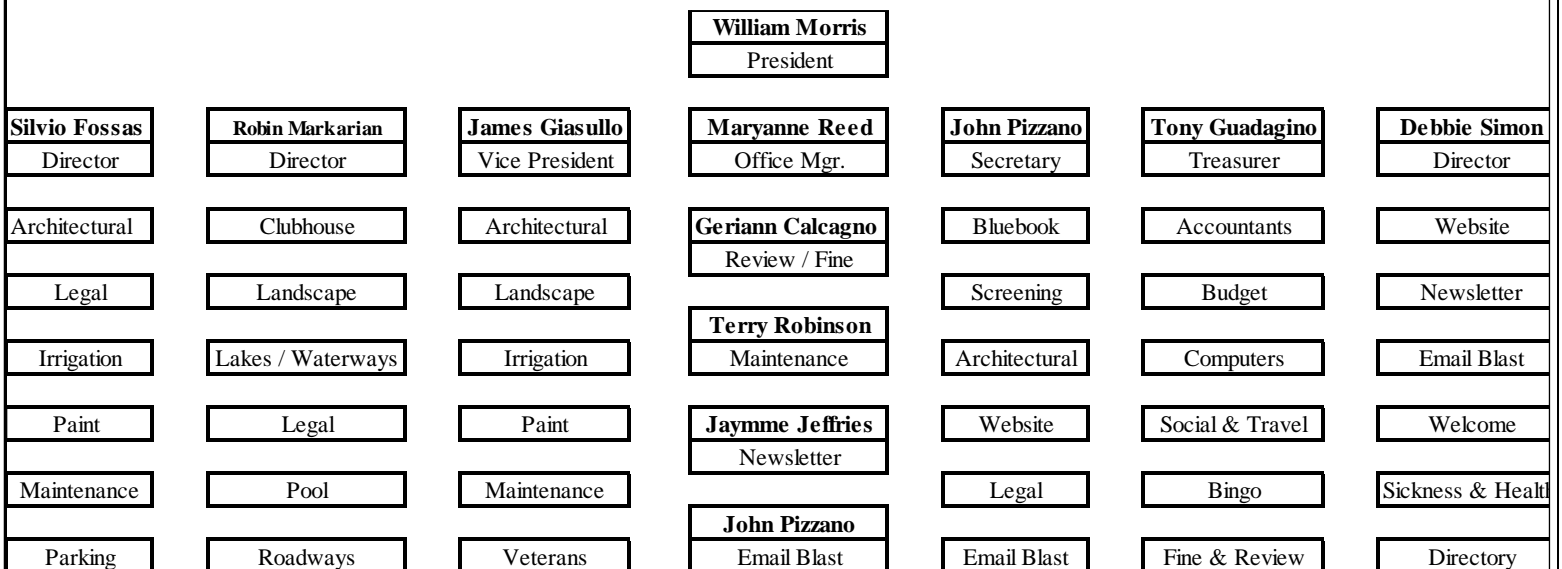 William Morris
President
Silvio Fossas Robin Markarian James Giasullo Maryanne Reed John Pizzano Tony Guadagino Debbie Simon
Director Director Vice President Office Mgr. Secretary Treasurer Director
Architectural Clubhouse Architectural Geriann Calcagno Bluebook Accountants Website
Review / Fine
Legal Landscape Landscape Screening Budget Newsletter
Terry Robinson
Irrigation Lakes / Waterways Irrigation Maintenance Architectural Computers Email Blast
Paint Legal Paint Jaymme Jeffries Website Social & Travel Welcome
Newsletter
Maintenance Pool Maintenance Legal Bingo Sickness & Health
John Pizzano
Parking Roadways Veterans Email Blast Email Blast Fine & Review Directory